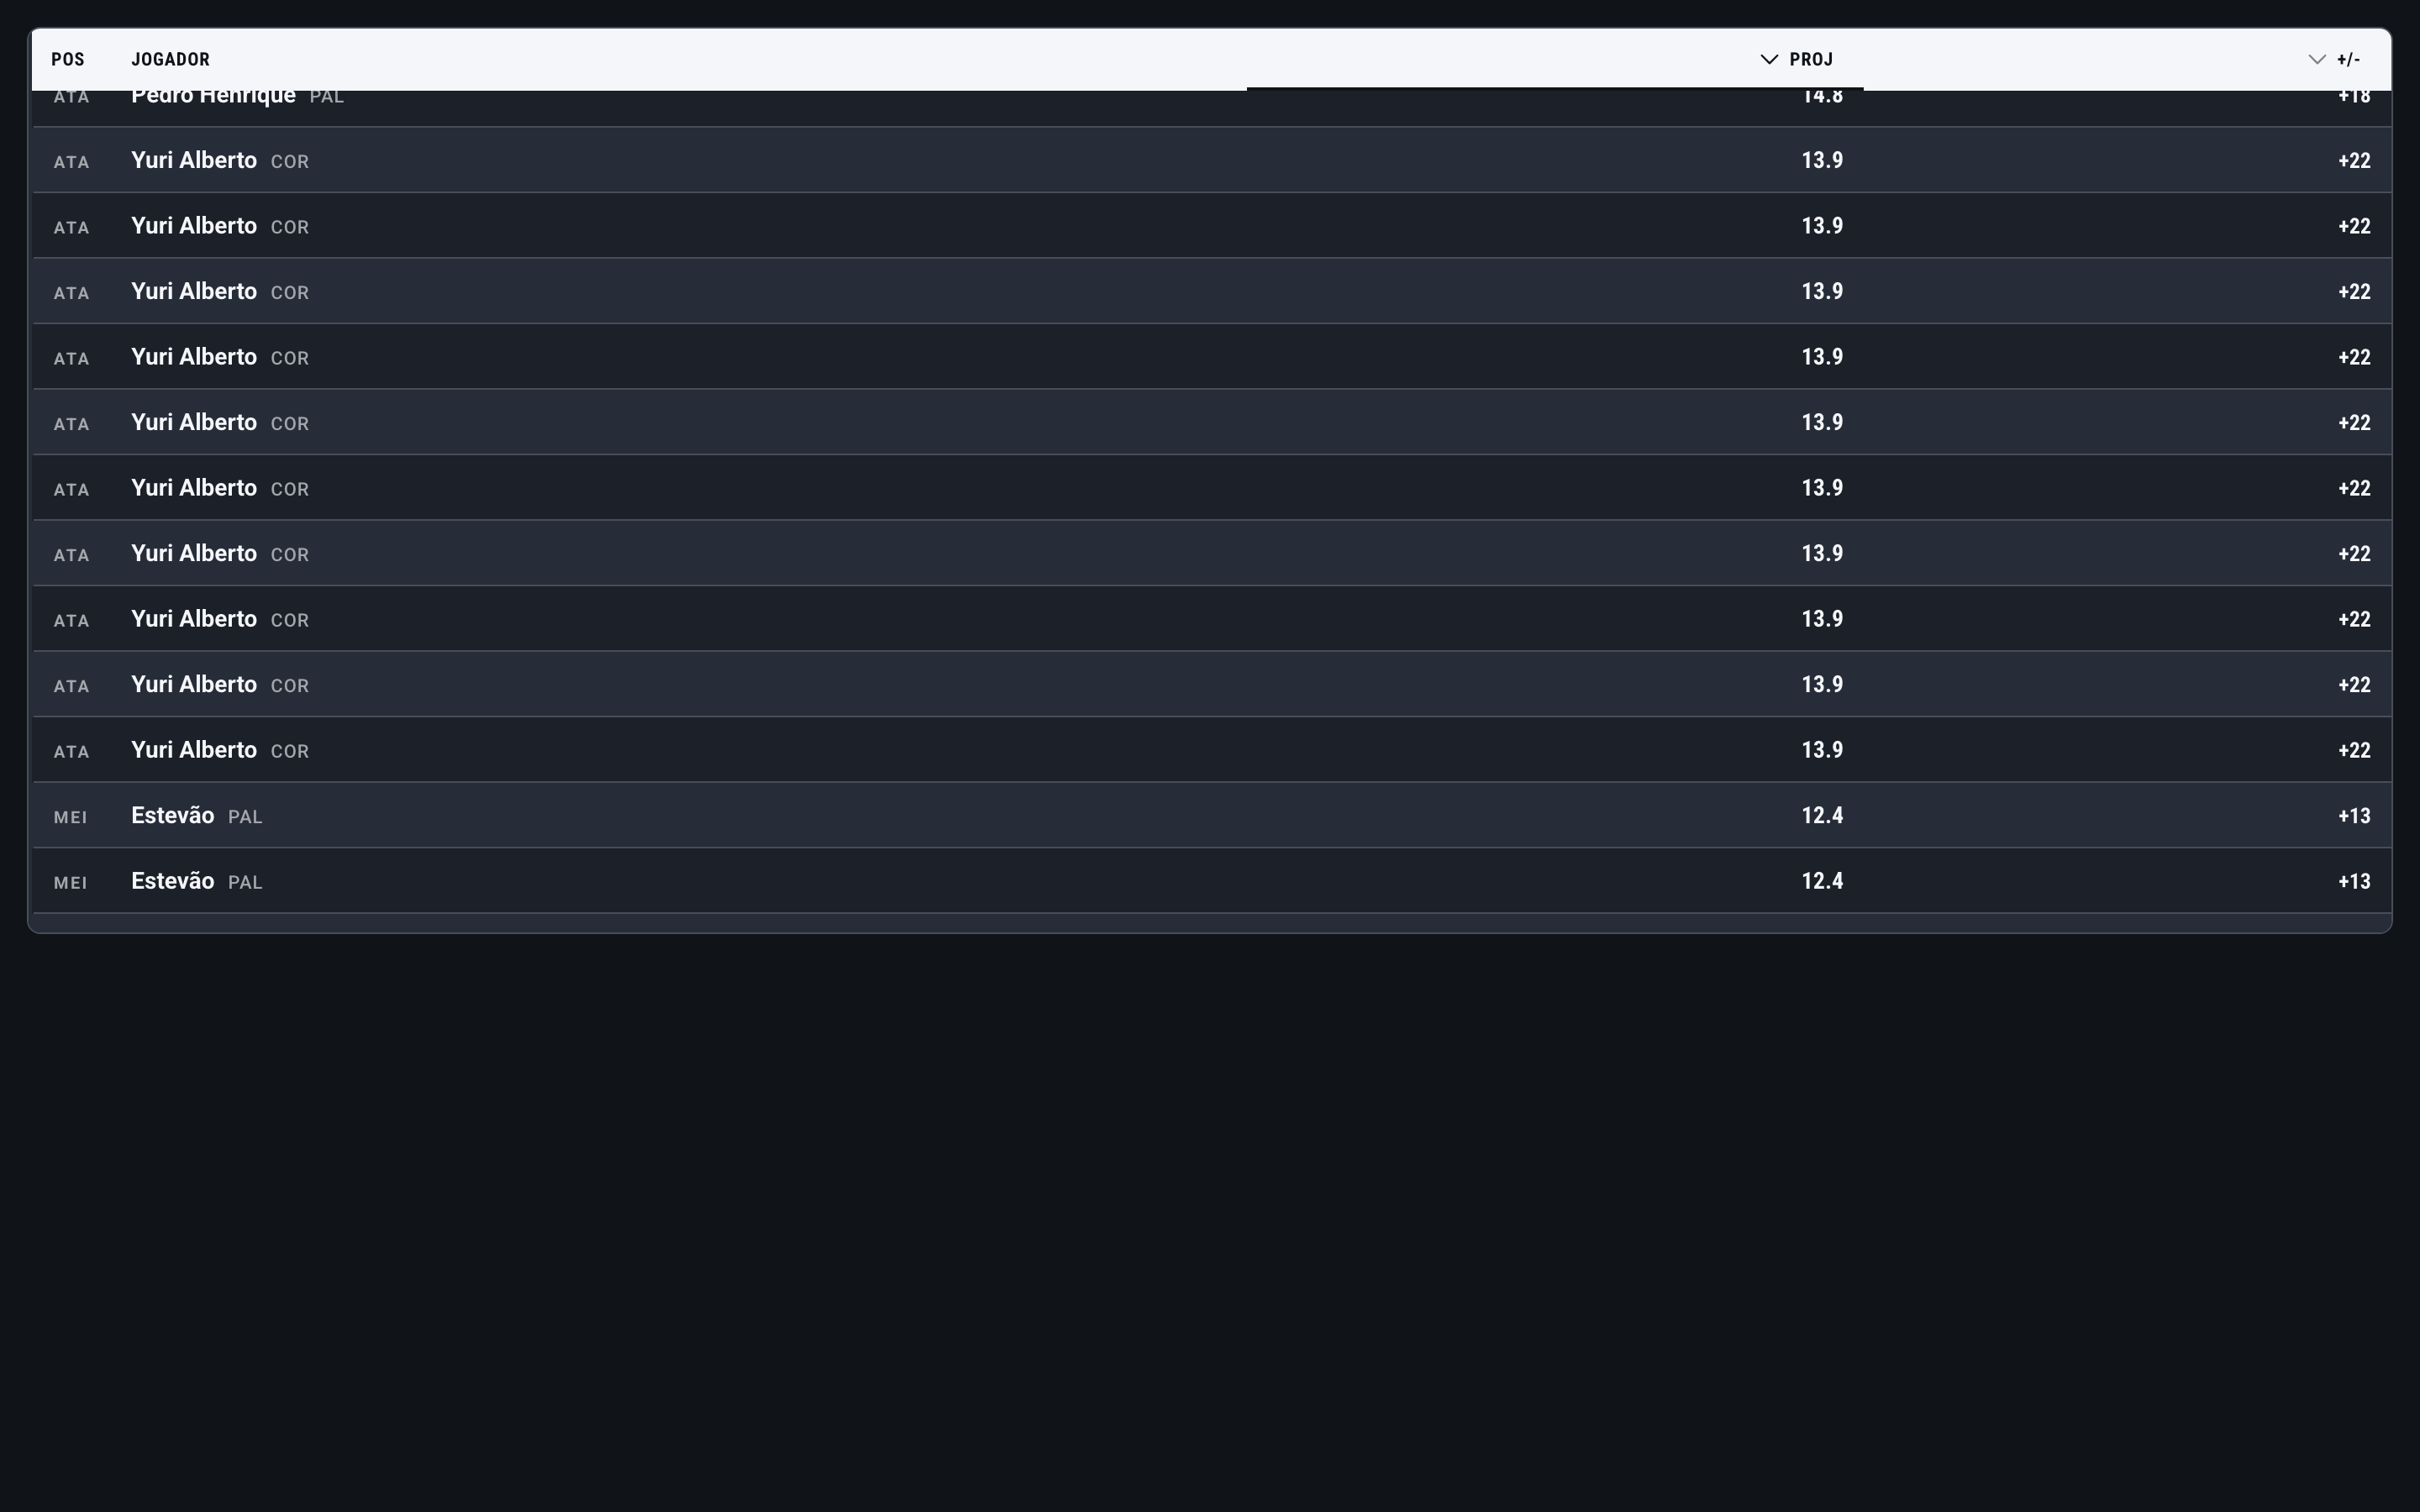 POS JOGADOR PROJ +/-
ATA Pedro Henrique PAL 14.8 +18
ATA Yuri Alberto COR 13.9 +22
ATA Yuri Alberto COR 13.9 +22
ATA Yuri Alberto COR 13.9 +22
ATA Yuri Alberto COR 13.9 +22
ATA Yuri Alberto COR 13.9 +22
ATA Yuri Alberto COR 13.9 +22
ATA Yuri Alberto COR 13.9 +22
ATA Yuri Alberto COR 13.9 +22
ATA Yuri Alberto COR 13.9 +22
ATA Yuri Alberto COR 13.9 +22
MEI Estevão PAL 12.4 +13
MEI Estevão PAL 12.4 +13